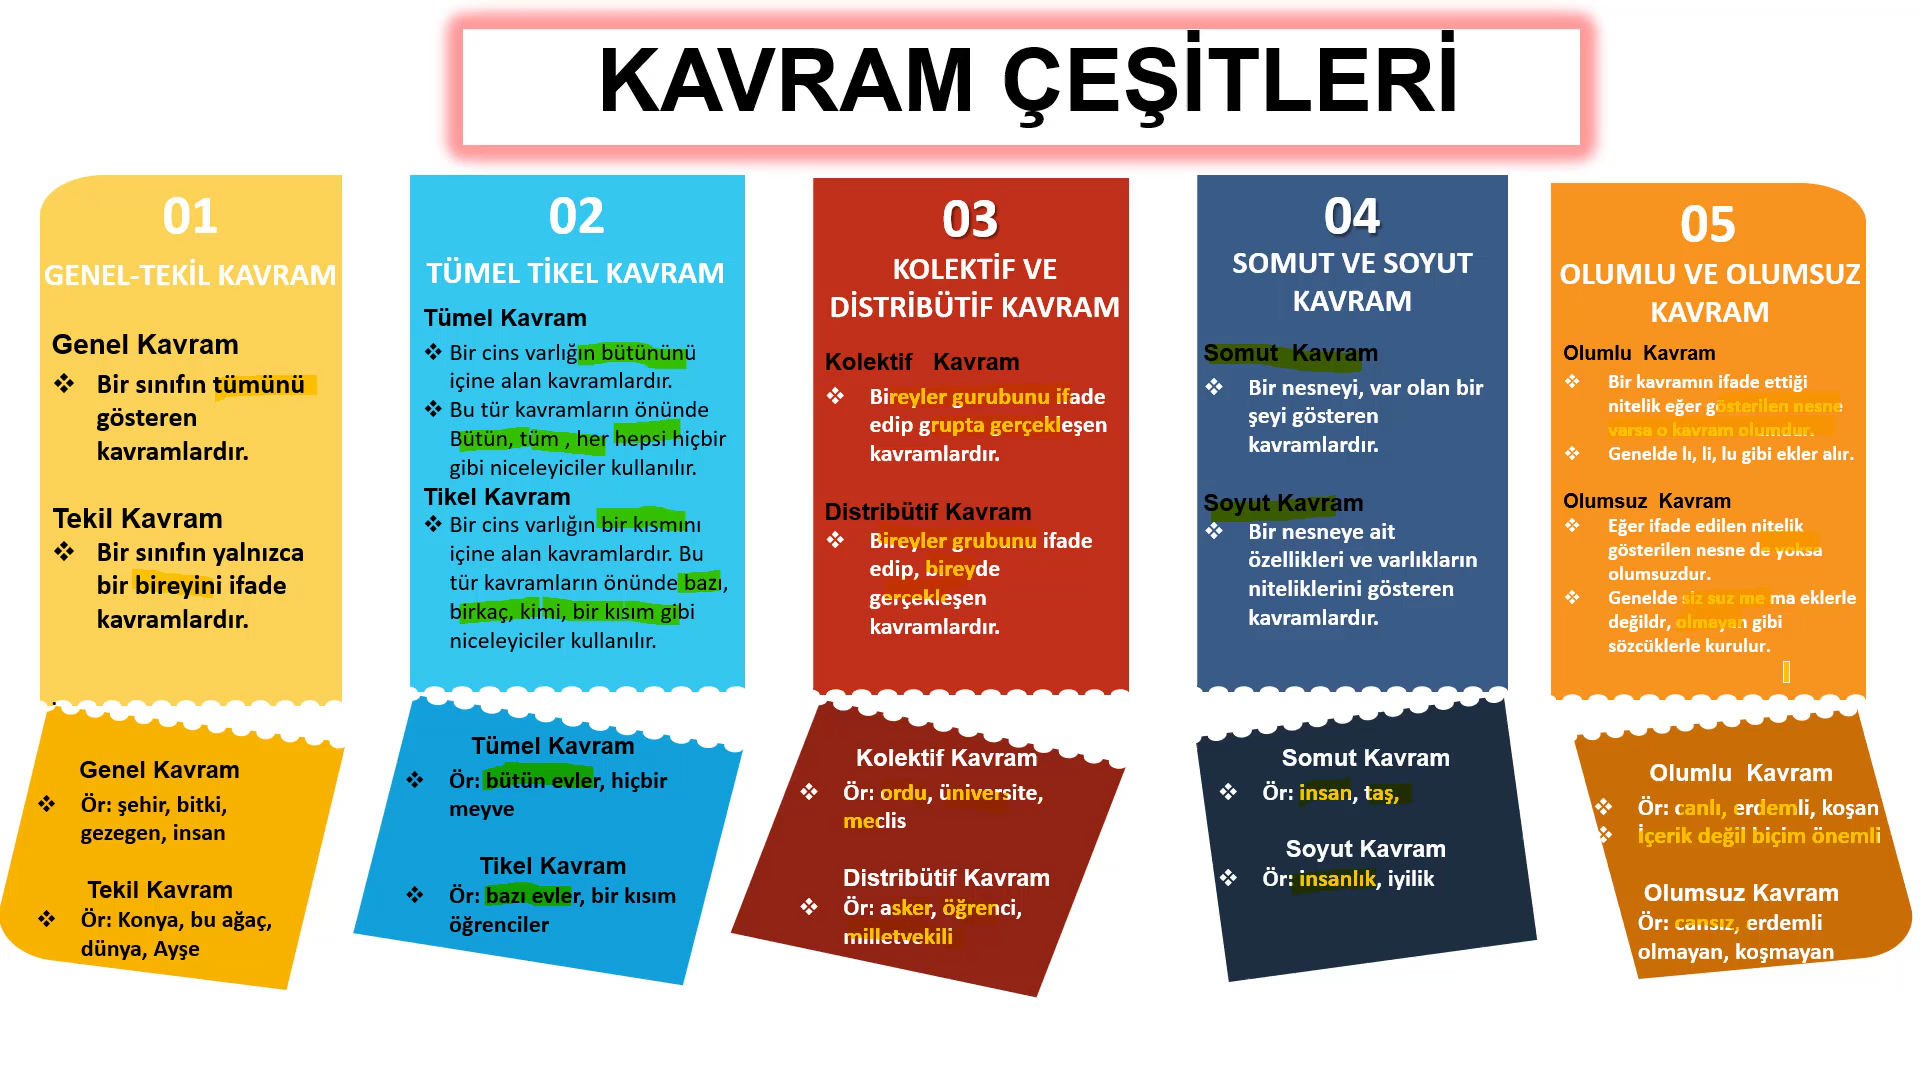 KAVRAM ÇEŞİTLERİ
01
GENEL-TEKİL KAVRAM
Genel Kavram
❖ Bir sınıfın tümünü
gösteren
kavramlardır.
Tekil Kavram
❖ Bir sınıfın yalnızca
bir bireyini ifade
kavramlardır.
Genel Kavram
❖ Ör: şehir, bitki,
gezegen, insan
Tekil Kavram
❖ Ör: Konya, bu ağaç,
dünya, Ayşe
02
TÜMEL TİKEL KAVRAM
Tümel Kavram
❖ Bir cins varlığın bütününü
içine alan kavramlardır.
❖ Bu tür kavramların önünde
Bütün, tüm , her hepsi hiçbir
gibi niceleyiciler kullanılır.
Tikel Kavram
❖ Bir cins varlığın bir kısmını
içine alan kavramlardır. Bu
tür kavramların önünde bazı,
birkaç, kimi, bir kısım gibi
niceleyiciler kullanılır.
Tümel Kavram
❖ Ör: bütün evler, hiçbir
meyve
Tikel Kavram
❖ Ör: bazı evler, bir kısım
öğrenciler
03
KOLEKTİF VE
DİSTRİBÜTİF KAVRAM
Kolektif Kavram
❖ Bireyler gurubunu ifade
edip grupta gerçekleşen
kavramlardır.
Distribütif Kavram
❖ Bireyler grubunu ifade
edip, bireyde
gerçekleşen
kavramlardır.
Kolektif Kavram
❖ Ör: ordu, üniversite,
meclis
Distribütif Kavram
❖ Ör: asker, öğrenci,
milletvekili
04
SOMUT VE SOYUT
KAVRAM
Somut Kavram
❖ Bir nesneyi, var olan bir
şeyi gösteren
kavramlardır.
Soyut Kavram
❖ Bir nesneye ait
özellikleri ve varlıkların
niteliklerini gösteren
kavramlardır.
Somut Kavram
❖ Ör: insan, taş,
Soyut Kavram
❖ Ör: insanlık, iyilik
05
OLUMLU VE OLUMSUZ
KAVRAM
Olumlu Kavram
❖ Bir kavramın ifade ettiği
nitelik eğer gösterilen nesne
varsa o kavram olumdur.
❖ Genelde lı, li, lu gibi ekler alır.
Olumsuz Kavram
❖ Eğer ifade edilen nitelik
gösterilen nesne de yoksa
olumsuzdur.
❖ Genelde siz suz me ma eklerle
değildr, olmayan gibi
sözcüklerle kurulur.
Olumlu Kavram
❖ Ör: canlı, erdemli, koşan
❖ İçerik değil biçim önemli
Olumsuz Kavram
Ör: cansız, erdemli
olmayan, koşmayan